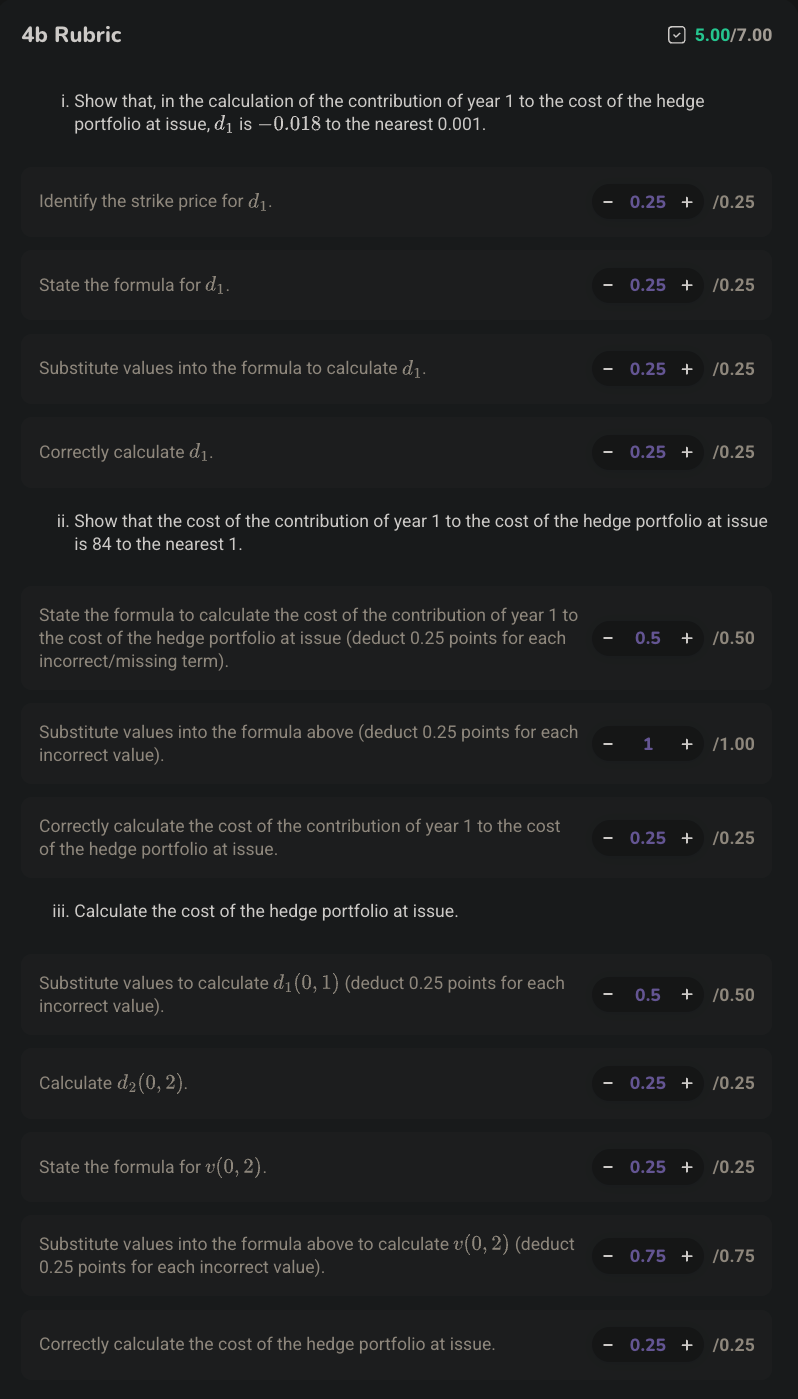 4b Rubric 5.00/7.00
i. Show that, in the calculation of the contribution of year 1 to the cost of the hedge
portfolio at issue, d₁ is −0.018 to the nearest 0.001.
Identify the strike price for d₁. − 0.25 + /0.25
State the formula for d₁. − 0.25 + /0.25
Substitute values into the formula to calculate d₁. − 0.25 + /0.25
Correctly calculate d₁. − 0.25 + /0.25
ii. Show that the cost of the contribution of year 1 to the cost of the hedge portfolio at issue
is 84 to the nearest 1.
State the formula to calculate the cost of the contribution of year 1 to
the cost of the hedge portfolio at issue (deduct 0.25 points for each
incorrect/missing term).
− 0.5 + /0.50
Substitute values into the formula above (deduct 0.25 points for each
incorrect value).
− 1 + /1.00
Correctly calculate the cost of the contribution of year 1 to the cost
of the hedge portfolio at issue.
− 0.25 + /0.25
iii. Calculate the cost of the hedge portfolio at issue.
Substitute values to calculate d₁(0, 1) (deduct 0.25 points for each
incorrect value).
− 0.5 + /0.50
Calculate d₂(0, 2). − 0.25 + /0.25
State the formula for v(0, 2). − 0.25 + /0.25
Substitute values into the formula above to calculate v(0, 2) (deduct
0.25 points for each incorrect value).
− 0.75 + /0.75
Correctly calculate the cost of the hedge portfolio at issue. − 0.25 + /0.25